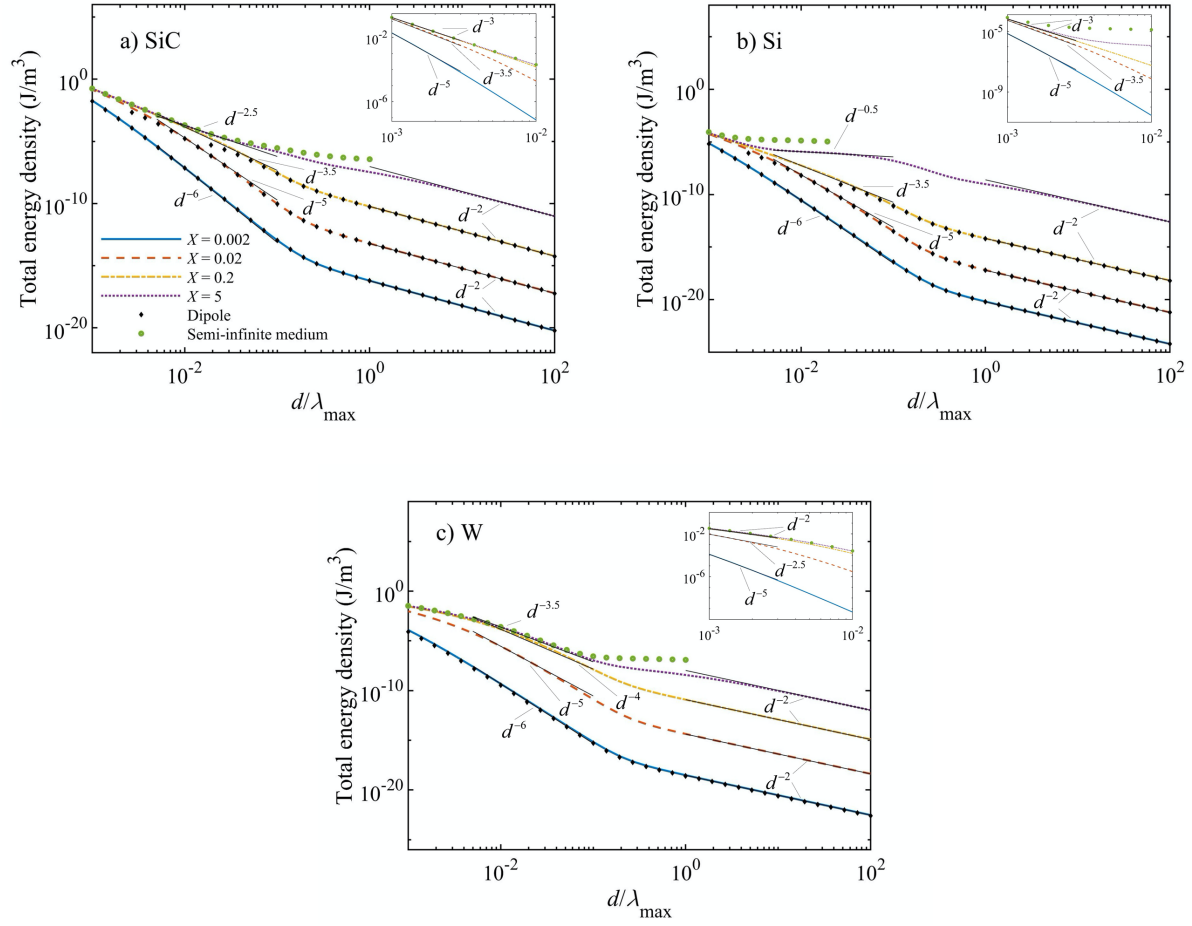 a) SiC
Total energy density (J/m³)
10⁰
10⁻¹⁰
10⁻²⁰
10⁻²
10⁰
10²
d/λmax
d⁻²·⁵
d⁻³·⁵
d⁻⁵
d⁻⁶
d⁻²
d⁻²
X = 0.002
X = 0.02
X = 0.2
X = 5
Dipole
Semi-infinite medium
10⁻²
10⁻⁶
10⁻³
10⁻²
d⁻³
d⁻³·⁵
d⁻⁵
b) Si
Total energy density (J/m³)
10⁰
10⁻¹⁰
10⁻²⁰
10⁻²
10⁰
10²
d/λmax
d⁻⁰·⁵
d⁻³·⁵
d⁻⁵
d⁻⁶
d⁻²
d⁻²
10⁻⁵
10⁻⁹
10⁻³
10⁻²
d⁻³
d⁻³·⁵
d⁻⁵
c) W
Total energy density (J/m³)
10⁰
10⁻¹⁰
10⁻²⁰
10⁻²
10⁰
10²
d/λmax
d⁻³·⁵
d⁻⁴
d⁻⁵
d⁻⁶
d⁻²
d⁻²
10⁻²
10⁻⁶
10⁻³
10⁻²
d⁻²
d⁻²·⁵
d⁻⁵